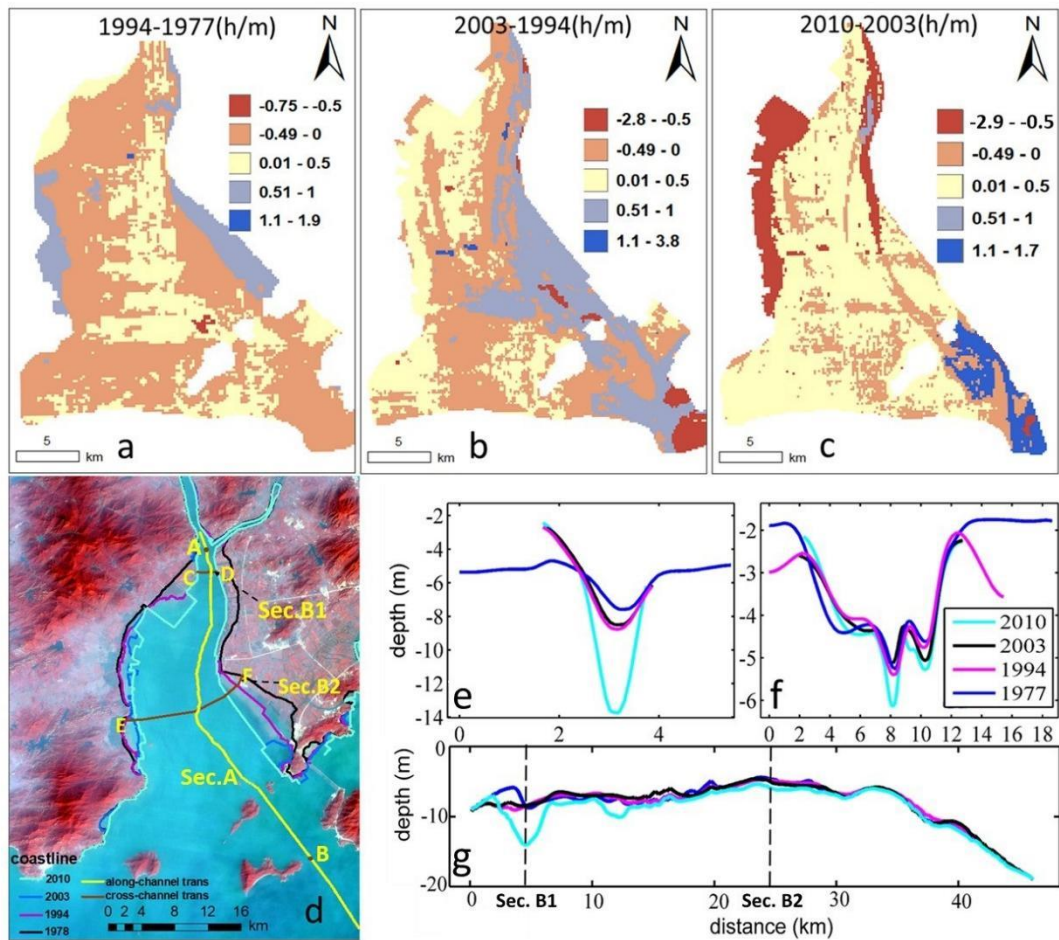 1994-1977(h/m)
N
-0.75 - -0.5
-0.49 - 0
0.01 - 0.5
0.51 - 1
1.1 - 1.9
5
km
a
2003-1994(h/m)
N
-2.8 - -0.5
-0.49 - 0
0.01 - 0.5
0.51 - 1
1.1 - 3.8
5
km
b
2010-2003(h/m)
N
-2.9 - -0.5
-0.49 - 0
0.01 - 0.5
0.51 - 1
1.1 - 1.7
5
km
c
A
C D
Sec.B1
F
Sec.B2
E
Sec.A
B
coastline
2010
2003
1994
1978
along-channel trans
cross-channel trans
0 2 4 8 12 16
km
d
depth (m)
-2
-4
-6
-8
-10
-12
-14
0 2 4
km
e
-2
-3
-4
-5
-6
0 2 4 6 8 10 12 14 16 18
km
f
2010
2003
1994
1977
depth (m)
0
-10
-20
g
0 10 20 30 40
Sec. B1
Sec. B2
distance (km)